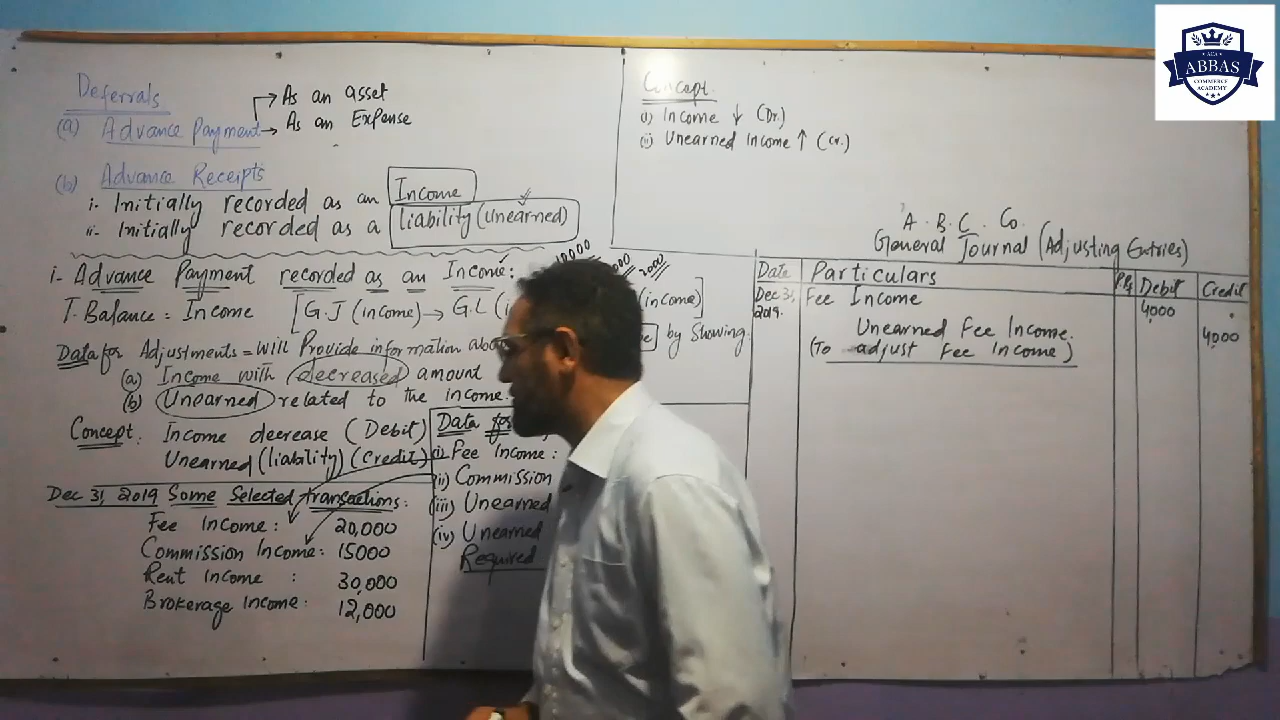 Deferrals
As an asset
(a) Advance Payment
As an Expense
(b) Advance Receipts
i- Initially recorded as an Income
ii- Initially recorded as a liability (Unearned)
i- Advance Payment recorded as an Income:
T. Balance = Income [G.J (income) → G.L (i
(income)]
2000
Data for Adjustments = will Provide information
by Showing.
(a) Income with (decreased) amount
(b) Unearned related to the income.
Concept: Income decrease (Debit)
Unearned (liability) (Credit)
Dec 31, 2019 Some Selected transactions:
Fee Income: 20,000
Commission Income: 15000
Rent Income : 30,000
Brokerage Income: 12,000
Data for
(i) Fee Income:
(ii) Commission
(iii) Unearned
(iv) Unearned
Required
Concept.
i) Income ↓ (Dr.)
(ii) Unearned Income ↑ (Cr.)
A. B. C. Co.
General Journal (Adjusting Entries)
Date Particulars P.R Debit Credit
Dec 31, 2019. Fee Income 4,000
Unearned Fee Income. 4,000
(To adjust Fee Income)
ACA
ABBAS
COMMERCE
ACADEMY